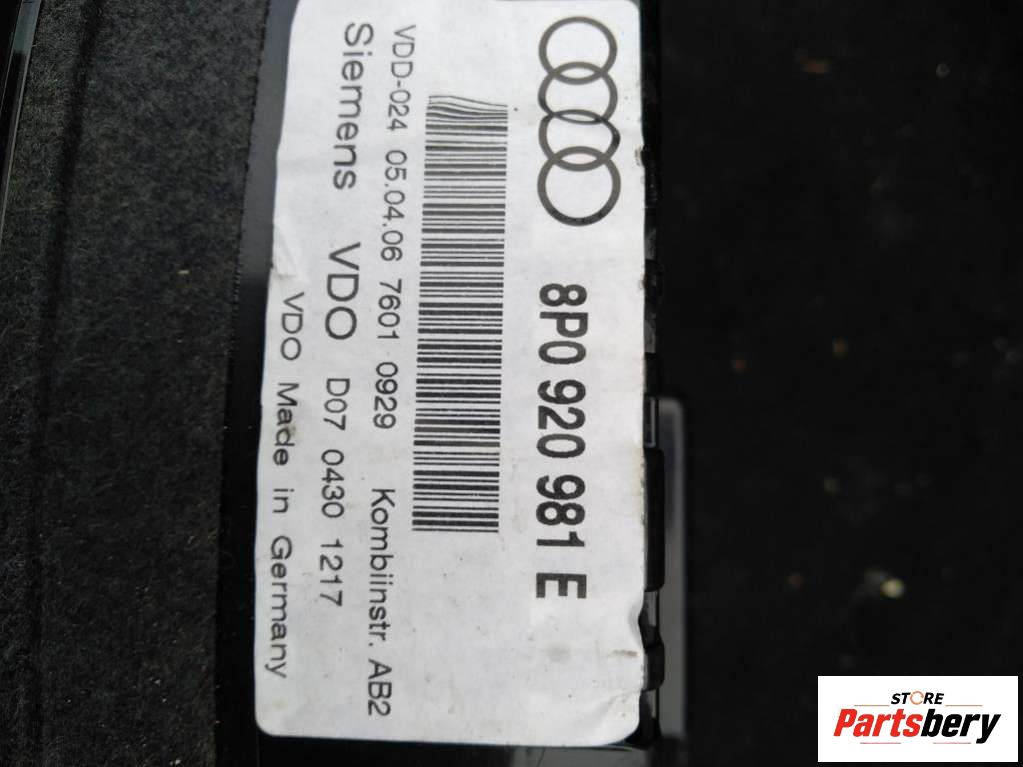 8P0 920 981 E
VDD-024 05.04.06 7601 0929 Kombiinstr. AB2
Siemens VDO D07 0430 1217
VDO Made in Germany
STORE
Partsbery